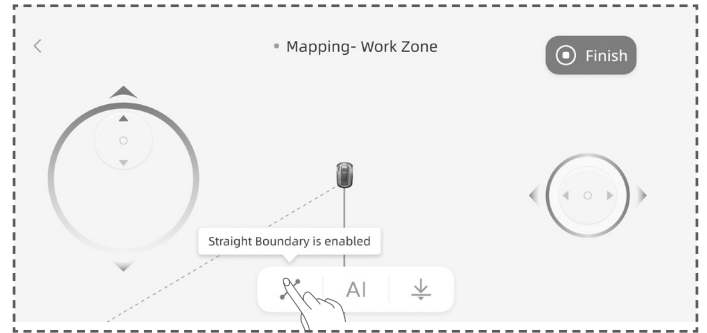 Mapping- Work Zone
Finish
Straight Boundary is enabled
AI